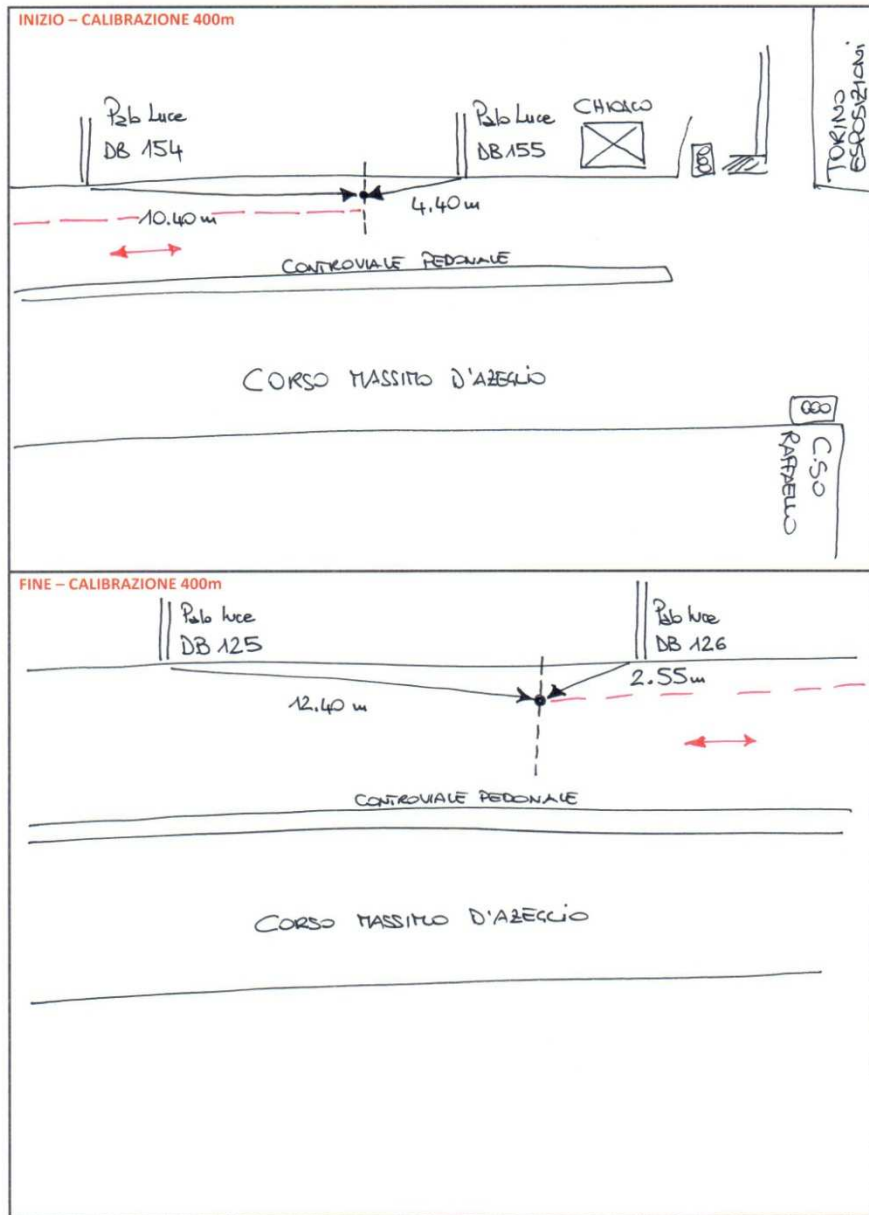 INIZIO – CALIBRAZIONE 400m
Palo Luce
DB 154
Palo Luce
DB 155
CHIOSCO
TORINO
ESPOSIZIONI
10.40 m
4.40 m
CONTROVIALE PEDONALE
CORSO MASSIMO D'AZEGLIO
C.SO
RAFFAELLO
FINE – CALIBRAZIONE 400m
Palo luce
DB 125
Palo luce
DB 126
12.40 m
2.55 m
CONTROVIALE PEDONALE
CORSO MASSIMO D'AZEGLIO